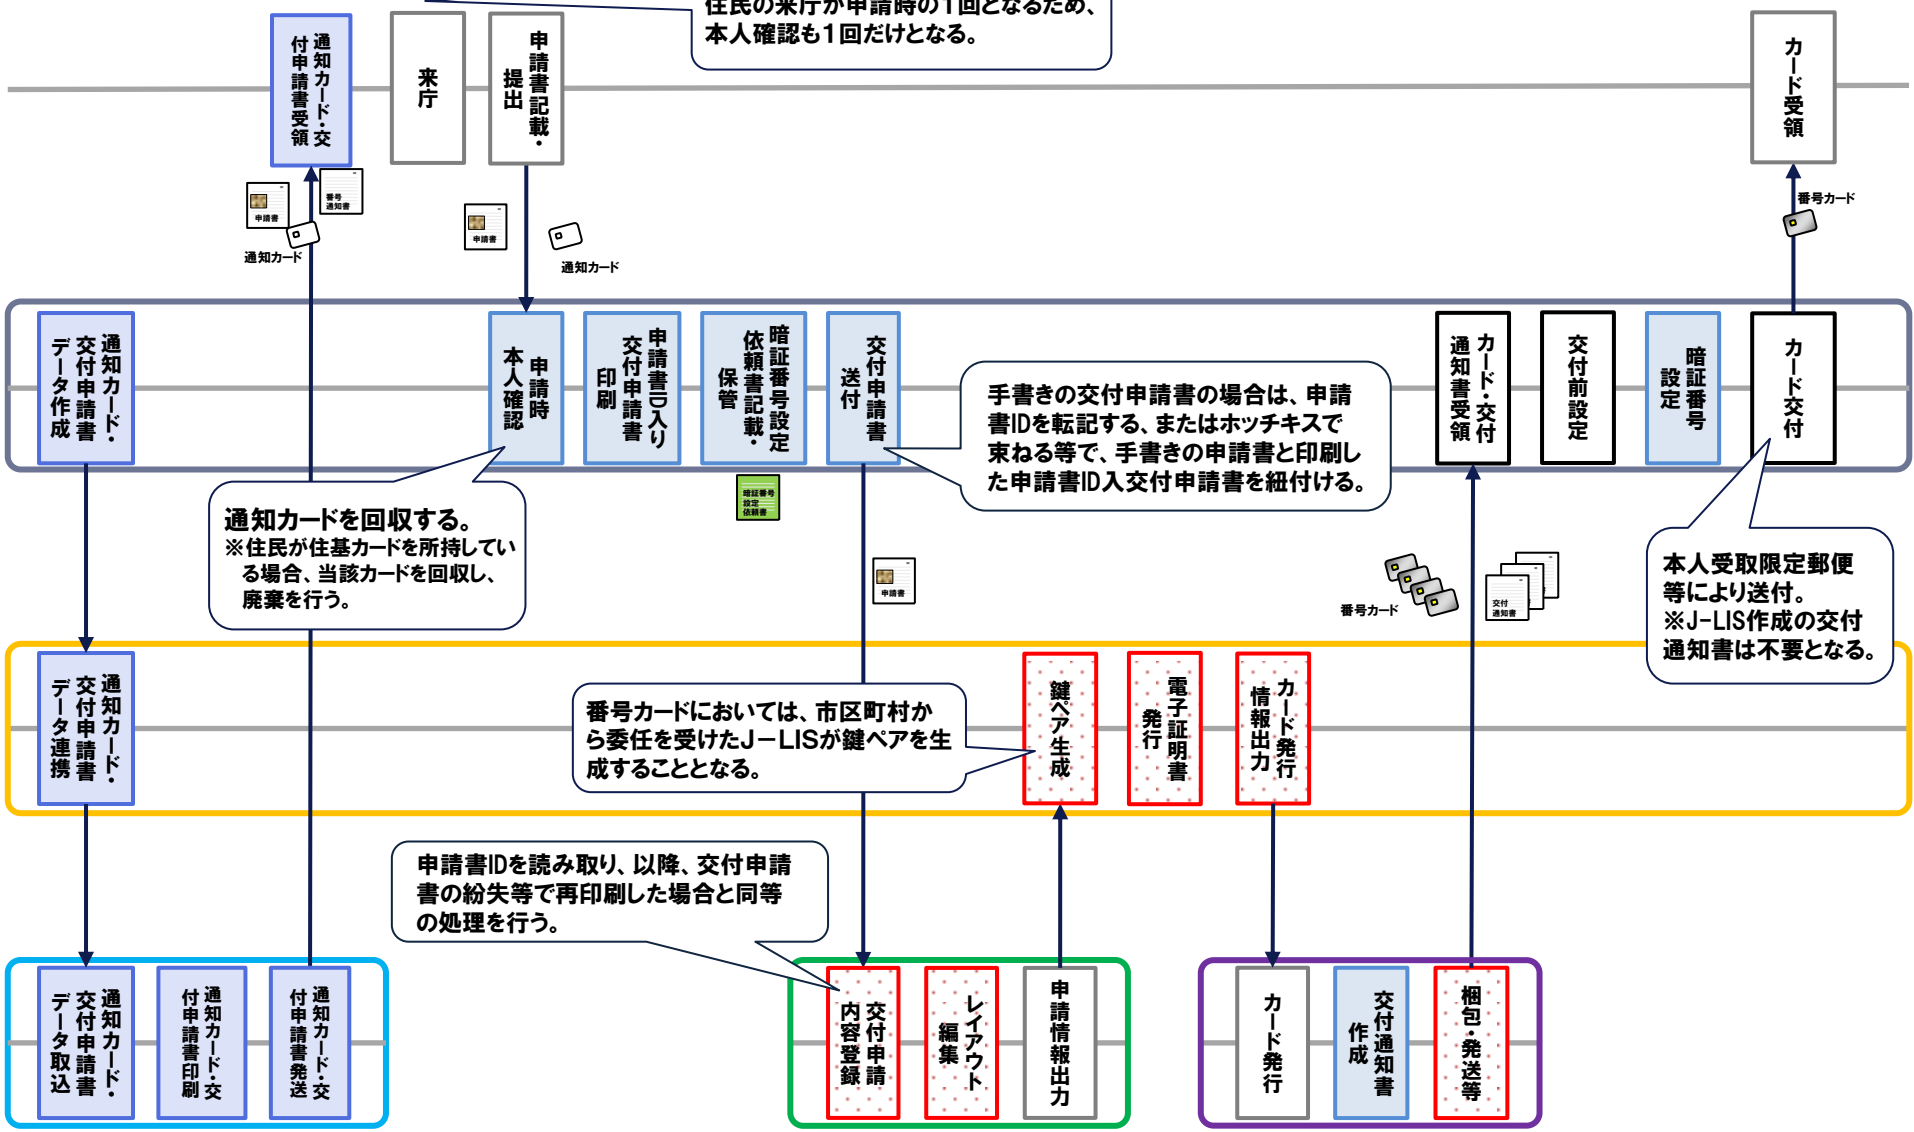 住民の来庁が申請時の1回となるため、
本人確認も1回だけとなる。
通知カード・交
付申請書受領
来庁
申請書記載・
提出
カード受領
申請書
番号
通知書
通知カード
申請書
通知カード
番号カード
通知カード・
交付申請書
データ作成
申請時
本人確認
申請書ID入り
交付申請書
印刷
暗証番号設定
依頼書記載・
保管
交付申請書
送付
手書きの交付申請書の場合は、申請
書IDを転記する、またはホッチキスで
束ねる等で、手書きの申請書と印刷し
た申請書ID入交付申請書を紐付ける。
カード・交付
通知書受領
交付前設定
暗証番号
設定
カード交付
暗証番号
設定
依頼書
通知カードを回収する。
※住民が住基カードを所持してい
る場合、当該カードを回収し、
廃棄を行う。
申請書
番号カード
交付
通知書
本人受取限定郵便
等により送付。
※J-LIS作成の交付
通知書は不要となる。
通知カード・
交付申請書
データ連携
番号カードにおいては、市区町村か
ら委任を受けたJ－LISが鍵ペアを生
成することとなる。
鍵ペア生成
電子証明書
発行
カード発行
情報出力
申請書IDを読み取り、以降、交付申請
書の紛失等で再印刷した場合と同等
の処理を行う。
通知カード・
交付申請書
データ取込
通知カード・交
付申請書印刷
通知カード・交
付申請書発送
交付申請
内容登録
レイアウト
編集
申請情報出力
カード発行
交付通知書
作成
梱包・発送等